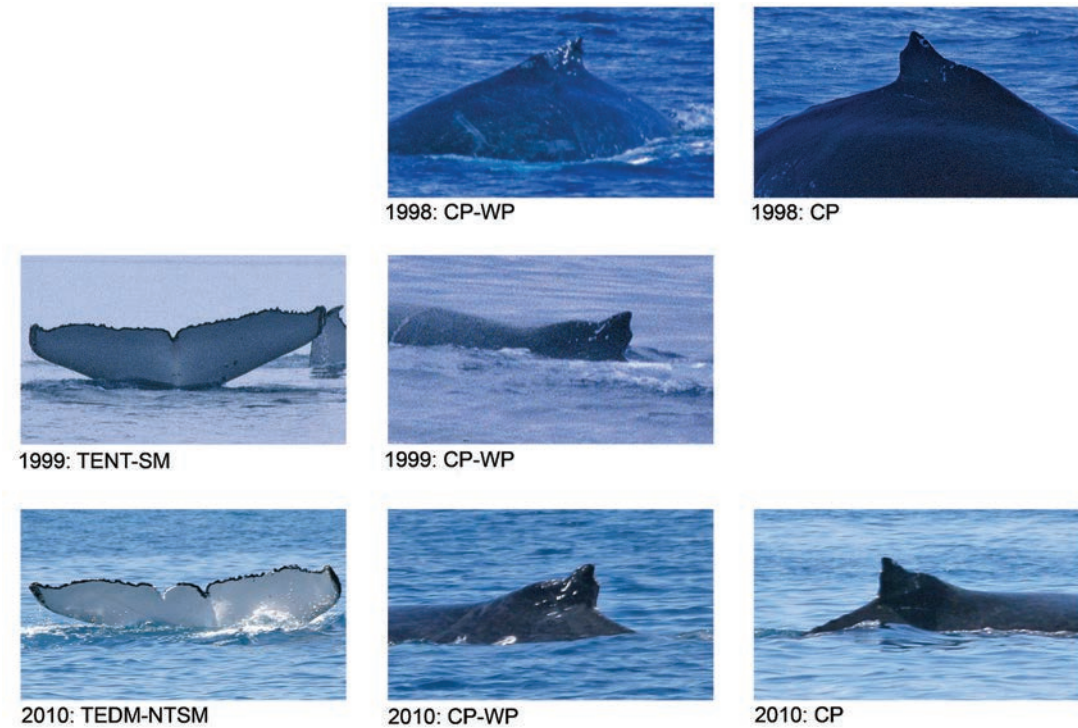 1998: CP-WP
1998: CP
1999: TENT-SM
1999: CP-WP
2010: TEDM-NTSM
2010: CP-WP
2010: CP